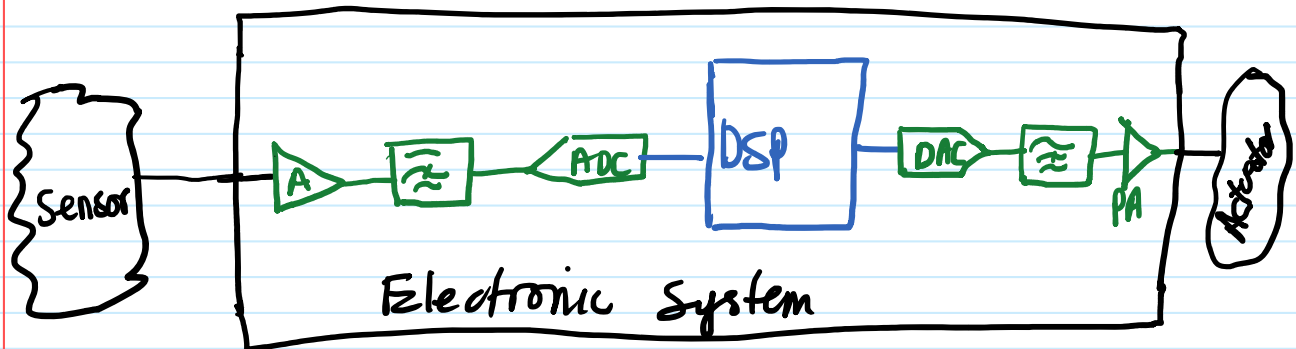 Sensor
A
ADC
DSP
DAC
PA
Actuator
Electronic System